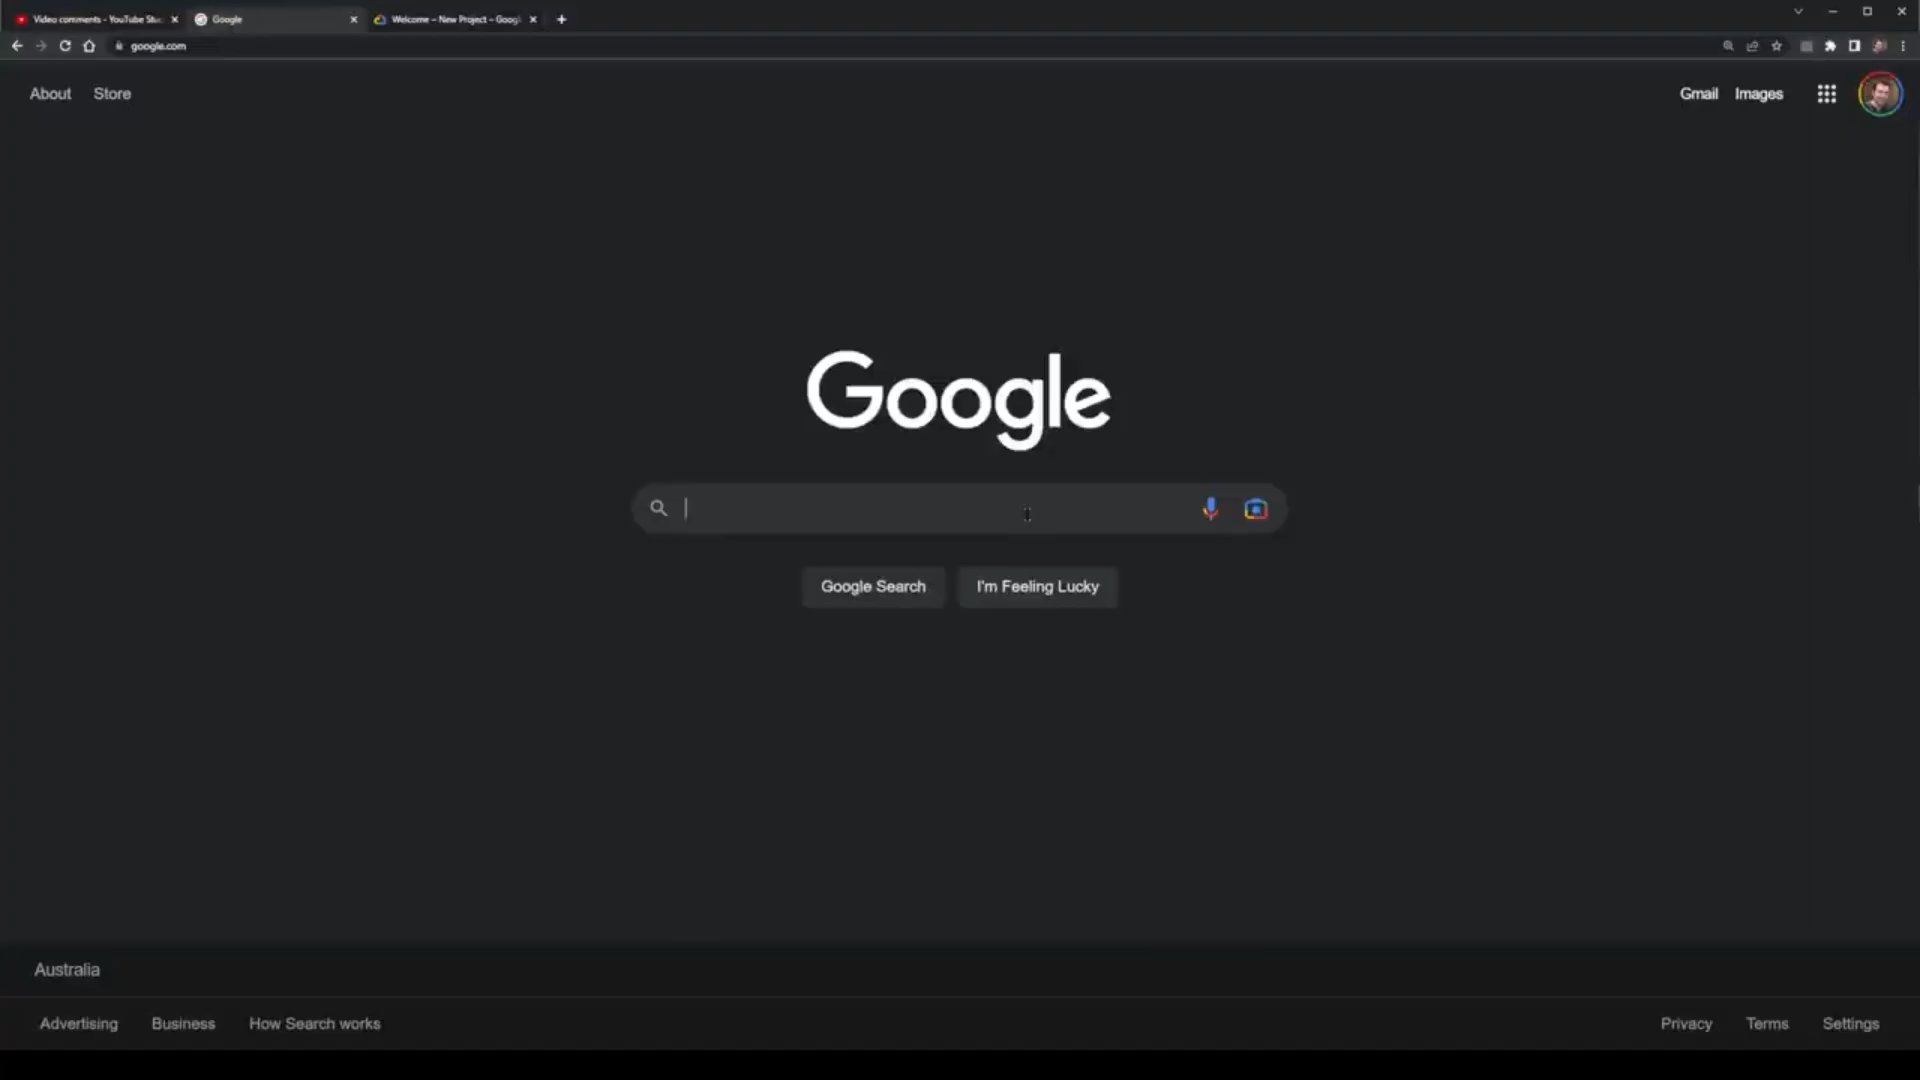 Video comments - YouTube Stu
Google
Welcome – New Project – Googl
google.com
About
Store
Gmail
Images
Google
Google Search
I'm Feeling Lucky
Australia
Advertising
Business
How Search works
Privacy
Terms
Settings